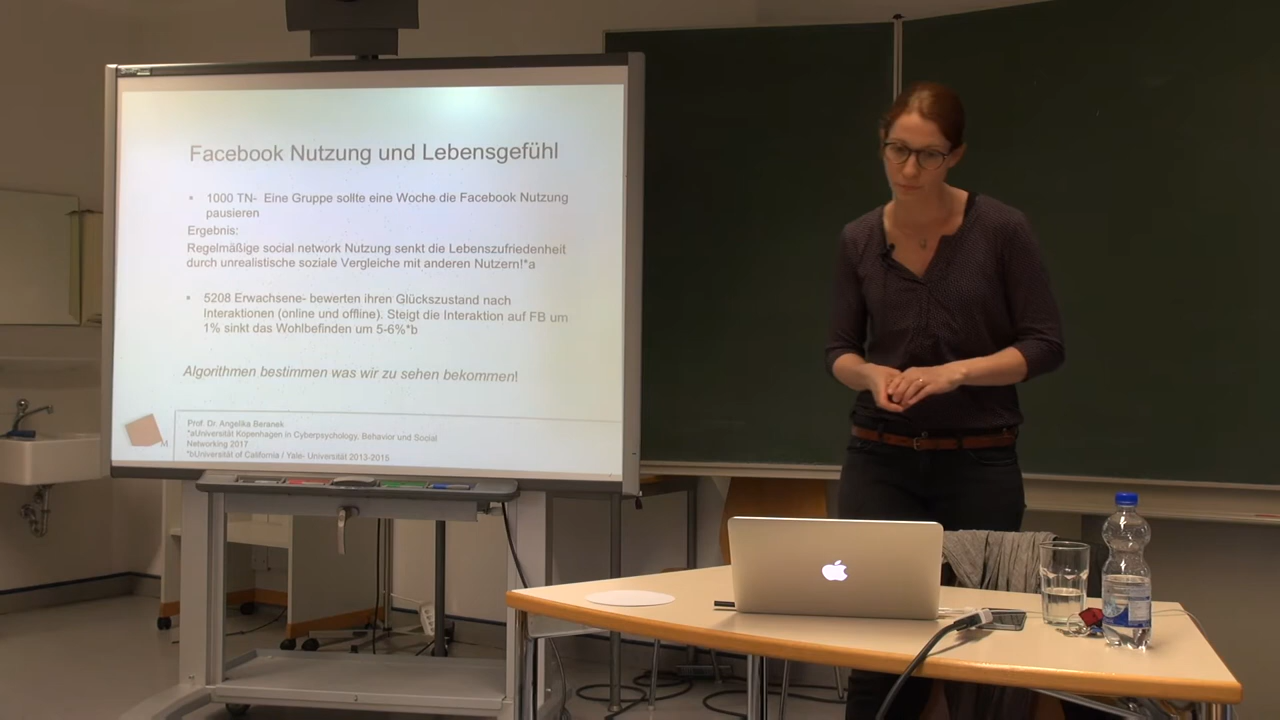 Facebook Nutzung und Lebensgefühl
▪ 1000 TN- Eine Gruppe sollte eine Woche die Facebook Nutzung
pausieren
Ergebnis:
Regelmäßige social network Nutzung senkt die Lebenszufriedenheit
durch unrealistische soziale Vergleiche mit anderen Nutzern!*a
▪ 5208 Erwachsene- bewerten ihren Glückszustand nach
Interaktionen (online und offline). Steigt die Interaktion auf FB um
1% sinkt das Wohlbefinden um 5-6%*b
Algorithmen bestimmen was wir zu sehen bekommen!
M
Prof. Dr. Angelika Beranek
*aUniversität Kopenhagen in Cyberpsychology, Behavior und Social
Networking 2017
*bUniversität of California / Yale- Universität 2013-2015